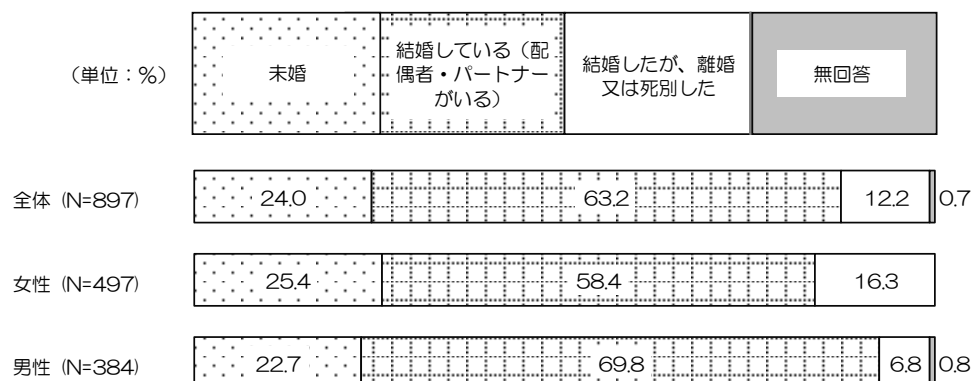 (単位:%)
未婚
結婚している(配
偶者・パートナー
がいる)
結婚したが、離婚
又は死別した
無回答
全体 (N=897)
24.0
63.2
12.2
0.7
女性 (N=497)
25.4
58.4
16.3
男性 (N=384)
22.7
69.8
6.8
0.8